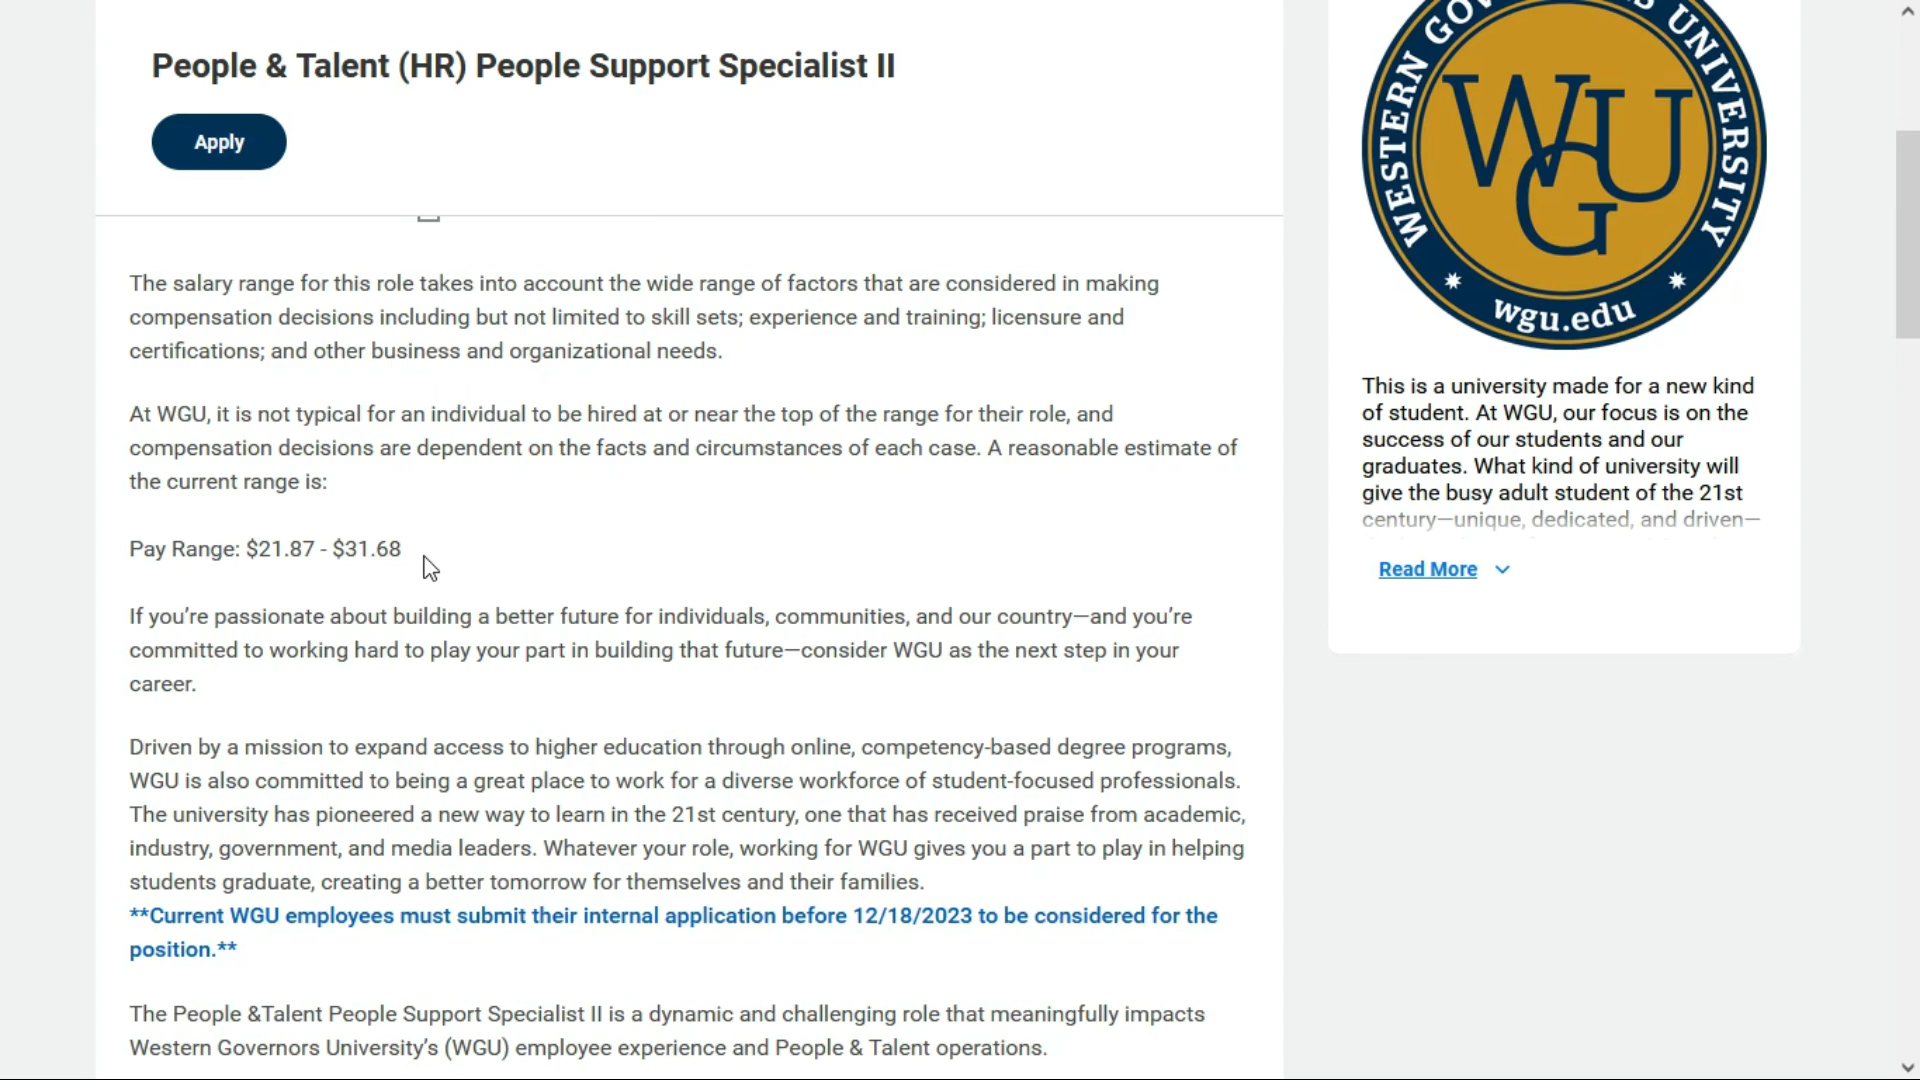 People & Talent (HR) People Support Specialist II
Apply
The salary range for this role takes into account the wide range of factors that are considered in making
compensation decisions including but not limited to skill sets; experience and training; licensure and
certifications; and other business and organizational needs.
At WGU, it is not typical for an individual to be hired at or near the top of the range for their role, and
compensation decisions are dependent on the facts and circumstances of each case. A reasonable estimate of
the current range is:
Pay Range: $21.87 - $31.68
If you’re passionate about building a better future for individuals, communities, and our country—and you’re
committed to working hard to play your part in building that future—consider WGU as the next step in your
career.
Driven by a mission to expand access to higher education through online, competency-based degree programs,
WGU is also committed to being a great place to work for a diverse workforce of student-focused professionals.
The university has pioneered a new way to learn in the 21st century, one that has received praise from academic,
industry, government, and media leaders. Whatever your role, working for WGU gives you a part to play in helping
students graduate, creating a better tomorrow for themselves and their families.
**Current WGU employees must submit their internal application before 12/18/2023 to be considered for the
position.**
The People &Talent People Support Specialist II is a dynamic and challenging role that meaningfully impacts
Western Governors University’s (WGU) employee experience and People & Talent operations.
WESTERN UNIVERSITY
WGU
wgu.edu
This is a university made for a new kind
of student. At WGU, our focus is on the
success of our students and our
graduates. What kind of university will
give the busy adult student of the 21st
century—unique, dedicated, and driven—
Read More